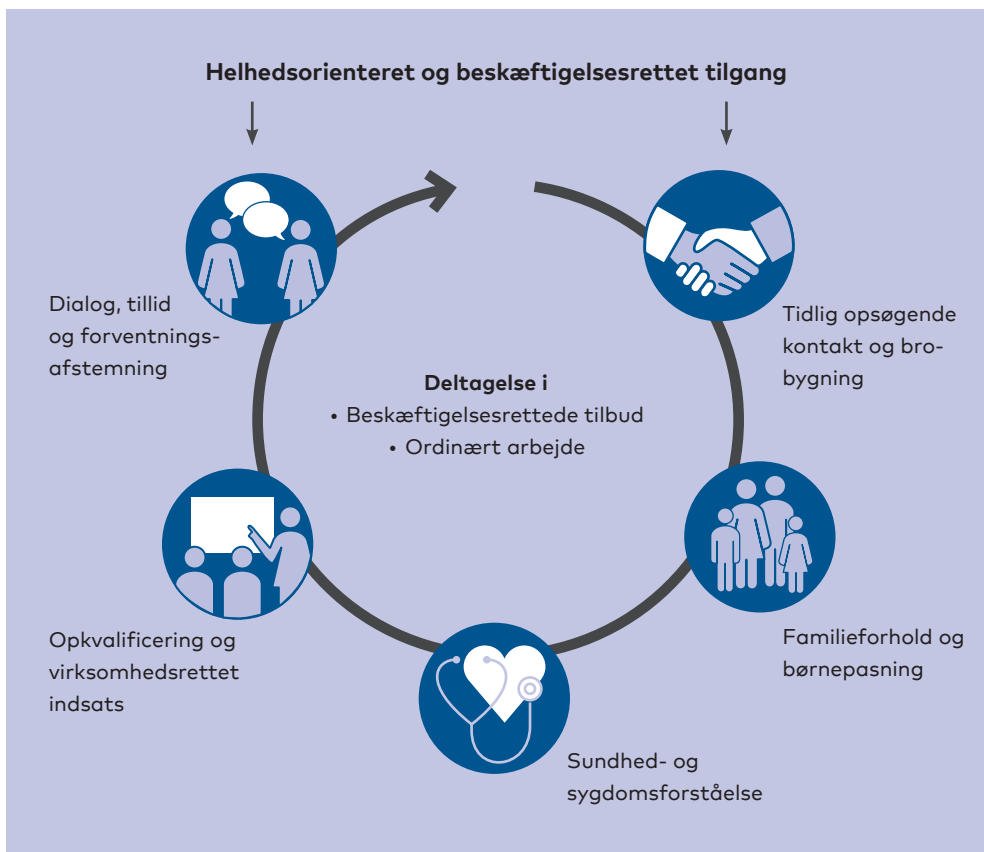 Helhedsorienteret og beskæftigelsesrettet tilgang
Dialog, tillid
og forventnings-
afstemning
Tidlig opsøgende
kontakt og bro-
bygning
Deltagelse i
• Beskæftigelsesrettede tilbud
• Ordinært arbejde
Opkvalificering og
virksomhedsrettet
indsats
Familieforhold og
børnepasning
Sundhed- og
sygdomsforståelse